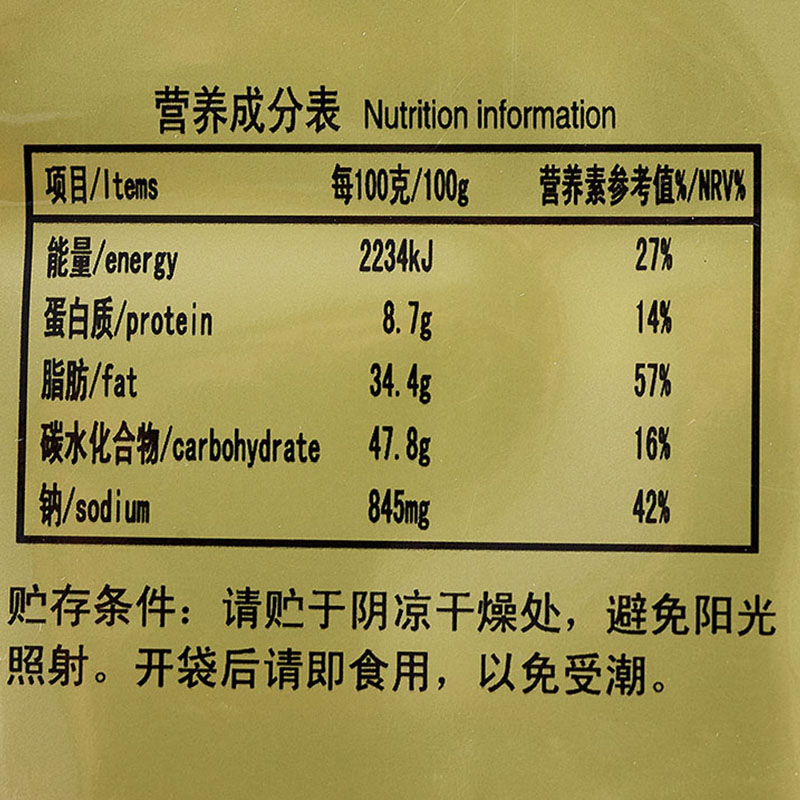 营养成分表 Nutrition information
项目/Items 每100克/100g 营养素参考值%/NRV%
能量/energy 2234kJ 27%
蛋白质/protein 8.7g 14%
脂肪/fat 34.4g 57%
碳水化合物/carbohydrate 47.8g 16%
钠/sodium 845mg 42%
贮存条件：请贮于阴凉干燥处，避免阳光
照射。开袋后请即食用，以免受潮。